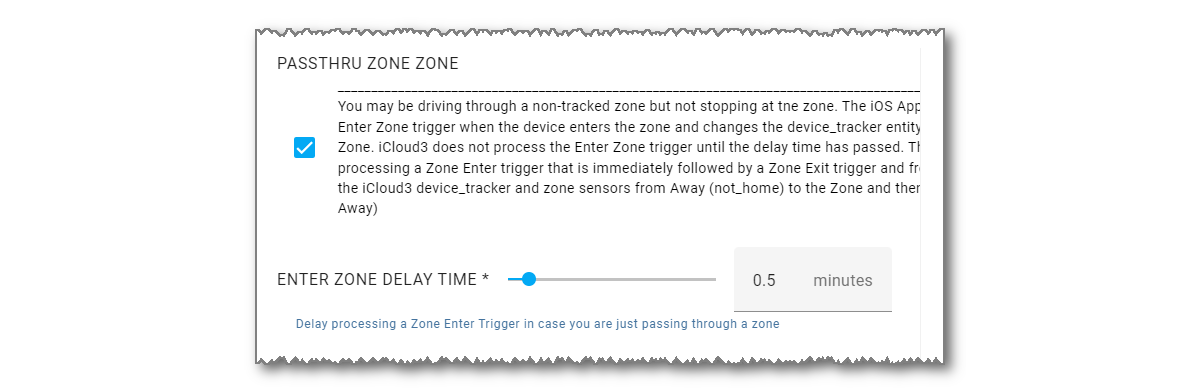 PASSTHRU ZONE ZONE
You may be driving through a non-tracked zone but not stopping at tne zone. The iOS App
Enter Zone trigger when the device enters the zone and changes the device_tracker entity
Zone. iCloud3 does not process the Enter Zone trigger until the delay time has passed.
processing a Zone Enter trigger that is immediately followed by a Zone Exit trigger and
the iCloud3 device_tracker and zone sensors from Away (not_home) to the Zone and
Away)
ENTER ZONE DELAY TIME *
0.5 minutes
Delay processing a Zone Enter Trigger in case you are just passing through a zone